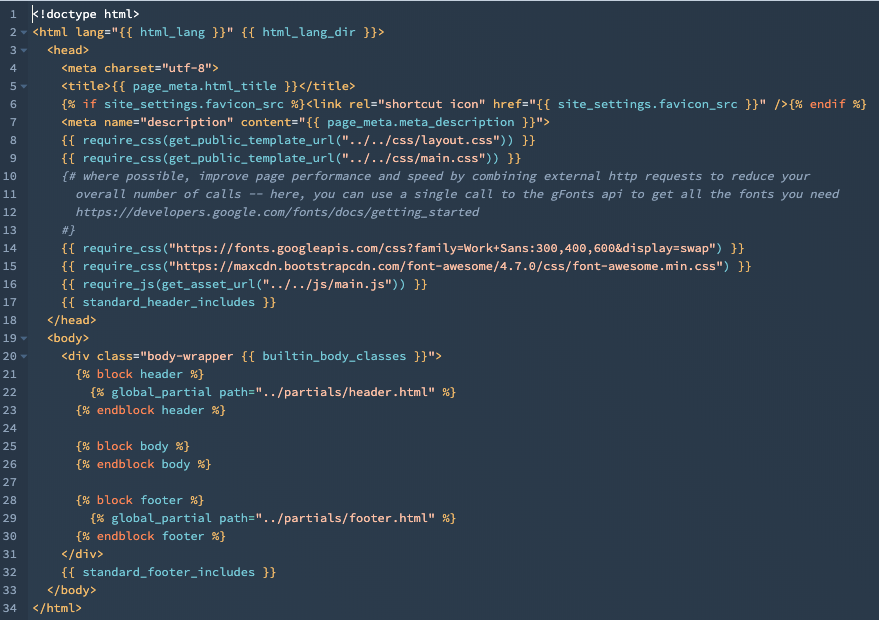 1 <!doctype html>
2 <html lang="{{ html_lang }}" {{ html_lang_dir }}>
3 <head>
4 <meta charset="utf-8">
5 <title>{{ page_meta.html_title }}</title>
6 {% if site_settings.favicon_src %}<link rel="shortcut icon" href="{{ site_settings.favicon_src }}" />{% endif %}
7 <meta name="description" content="{{ page_meta.meta_description }}">
8 {{ require_css(get_public_template_url("../../css/layout.css")) }}
9 {{ require_css(get_public_template_url("../../css/main.css")) }}
10 {# where possible, improve page performance and speed by combining external http requests to reduce your
11 overall number of calls -- here, you can use a single call to the gFonts api to get all the fonts you need
12 https://developers.google.com/fonts/docs/getting_started
13 #}
14 {{ require_css("https://fonts.googleapis.com/css?family=Work+Sans:300,400,600&display=swap") }}
15 {{ require_css("https://maxcdn.bootstrapcdn.com/font-awesome/4.7.0/css/font-awesome.min.css") }}
16 {{ require_js(get_asset_url("../../js/main.js")) }}
17 {{ standard_header_includes }}
18 </head>
19 <body>
20 <div class="body-wrapper {{ builtin_body_classes }}">
21 {% block header %}
22 {% global_partial path="../partials/header.html" %}
23 {% endblock header %}
24
25 {% block body %}
26 {% endblock body %}
27
28 {% block footer %}
29 {% global_partial path="../partials/footer.html" %}
30 {% endblock footer %}
31 </div>
32 {{ standard_footer_includes }}
33 </body>
34 </html>